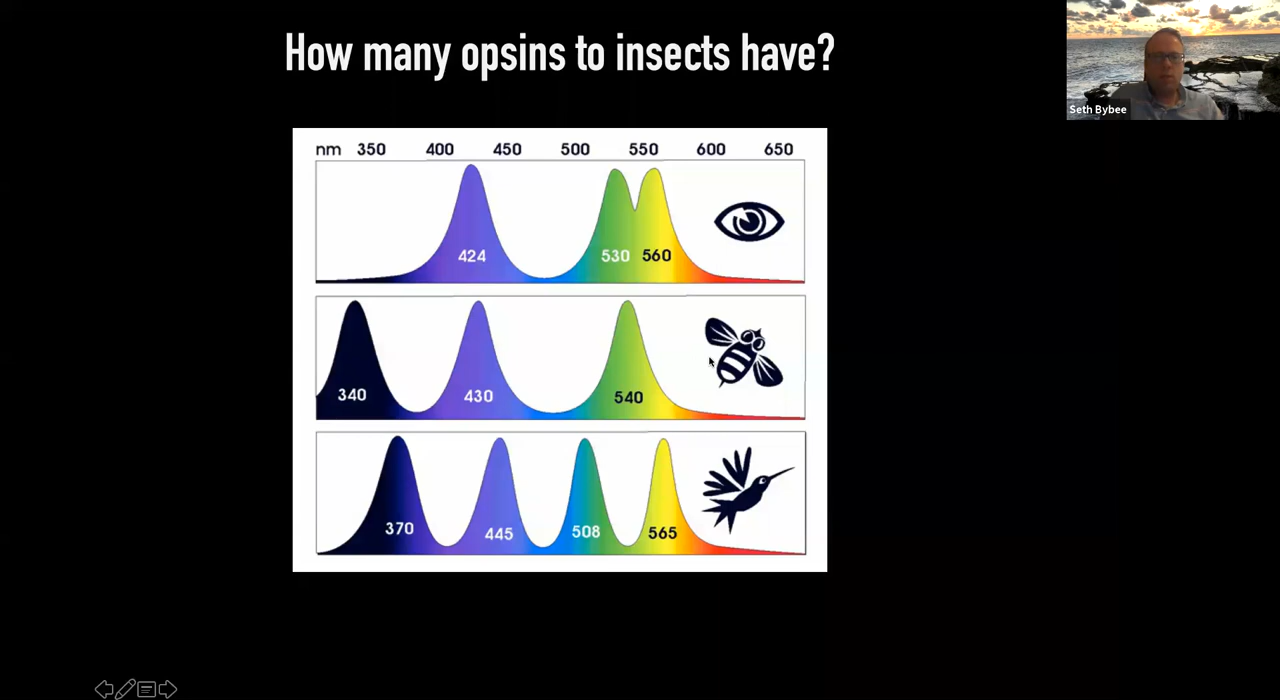 How many opsins to insects have?
Seth Bybee
nm 350 400 450 500 550 600 650
424 530 560
340 430 540
370 445 508 565